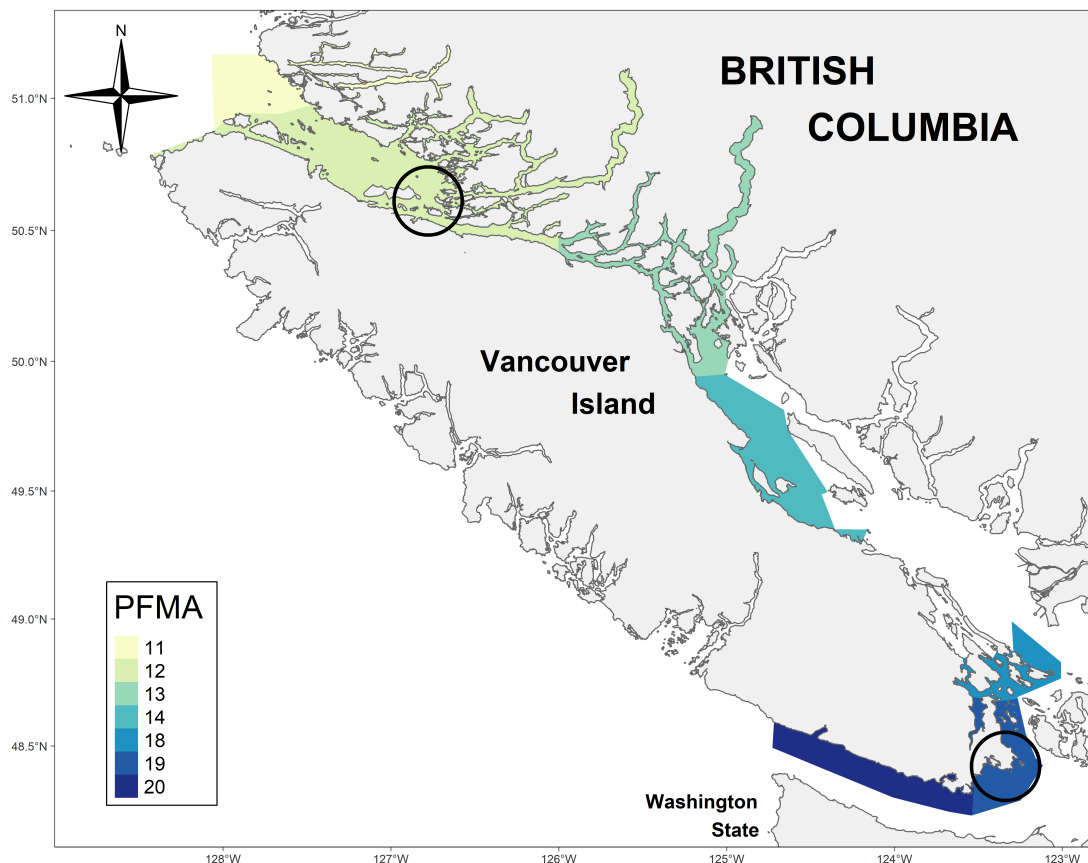 N
BRITISH
COLUMBIA
51.0°N
50.5°N
50.0°N
49.5°N
49.0°N
48.5°N
Vancouver
Island
PFMA
11
12
13
14
18
19
20
Washington
State
128°W
127°W
126°W
125°W
124°W
123°W